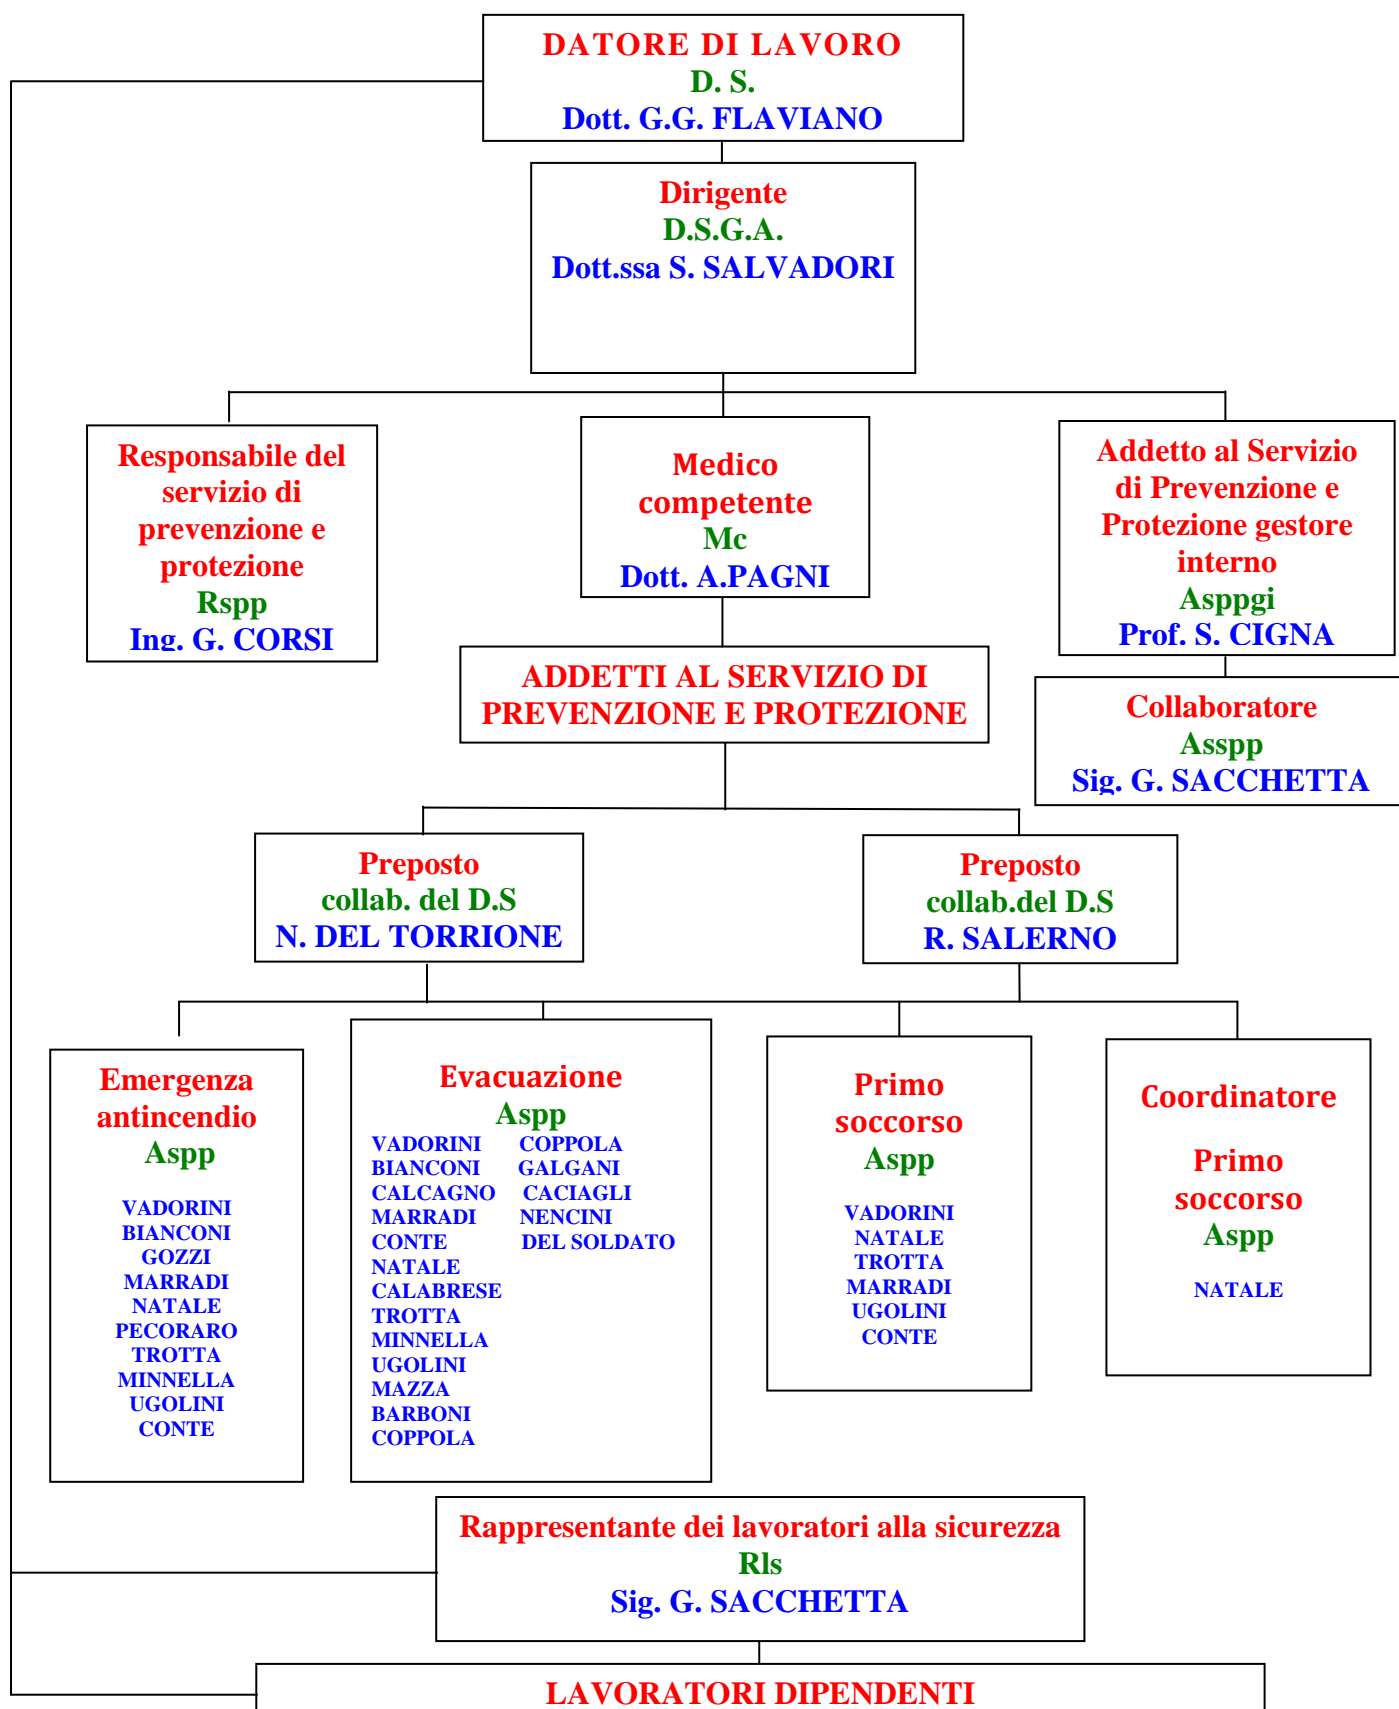 DATORE DI LAVORO
D. S.
Dott. G.G. FLAVIANO
Dirigente
D.S.G.A.
Dott.ssa S. SALVADORI
Responsabile del
servizio di
prevenzione e
protezione
Rspp
Ing. G. CORSI
Medico
competente
Mc
Dott. A.PAGNI
Addetto al Servizio
di Prevenzione e
Protezione gestore
interno
Asppgi
Prof. S. CIGNA
ADDETTI AL SERVIZIO DI
PREVENZIONE E PROTEZIONE
Collaboratore
Asspp
Sig. G. SACCHETTA
Preposto
collab. del D.S
N. DEL TORRIONE
Preposto
collab.del D.S
R. SALERNO
Emergenza
antincendio
Aspp
VADORINI
BIANCONI
GOZZI
MARRADI
NATALE
PECORARO
TROTTA
MINNELLA
UGOLINI
CONTE
Evacuazione
Aspp
VADORINI COPPOLA
BIANCONI GALGANI
CALCAGNO CACIAGLI
MARRADI NENCINI
CONTE DEL SOLDATO
NATALE
CALABRESE
TROTTA
MINNELLA
UGOLINI
MAZZA
BARBONI
COPPOLA
Primo
soccorso
Aspp
VADORINI
NATALE
TROTTA
MARRADI
UGOLINI
CONTE
Coordinatore
Primo
soccorso
Aspp
NATALE
Rappresentante dei lavoratori alla sicurezza
Rls
Sig. G. SACCHETTA
LAVORATORI DIPENDENTI